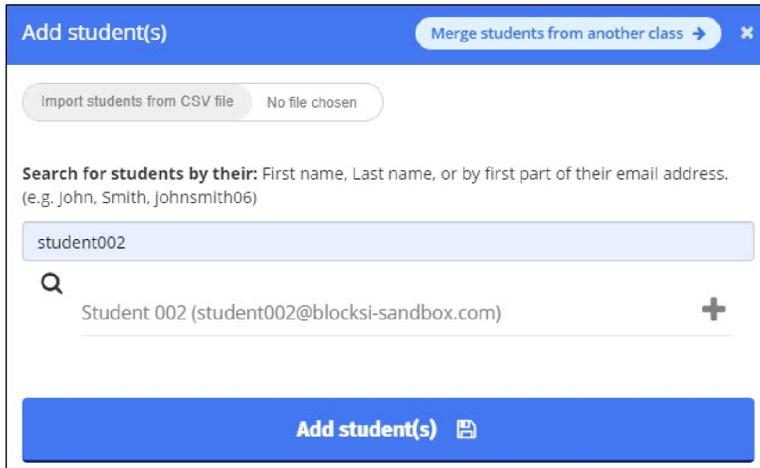 Add student(s)
Merge students from another class →
Import students from CSV file
No file chosen
Search for students by their: First name, Last name, or by first part of their email address.
(e.g. John, Smith, johnsmith06)
student002
Student 002 (student002@blocksi-sandbox.com)
Add student(s)